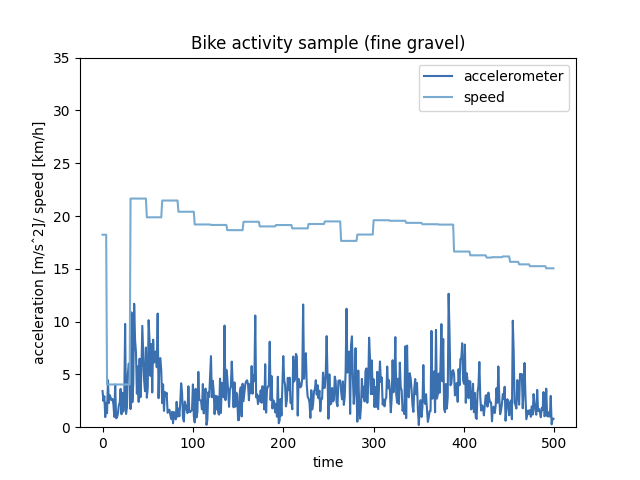 Bike activity sample (fine gravel)
acceleration [m/s^2]/ speed [km/h]
35
30
25
20
15
10
5
0
accelerometer
speed
0
100
200
300
400
500
time